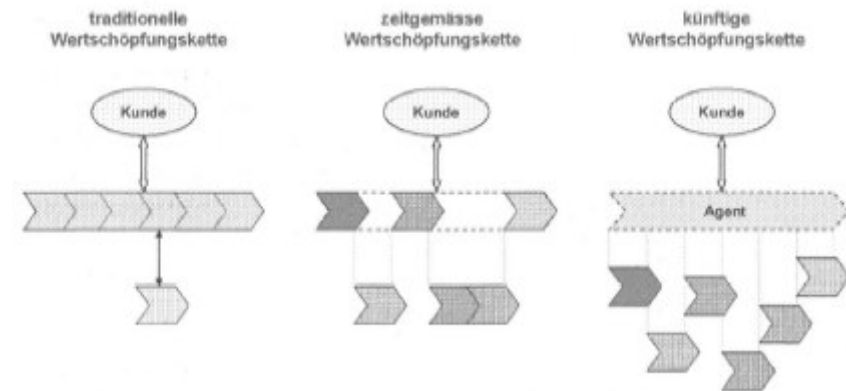 traditionelle
Wertschöpfungskette
zeitgemässe
Wertschöpfungskette
künftige
Wertschöpfungskette
Kunde
Kunde
Kunde
Agent